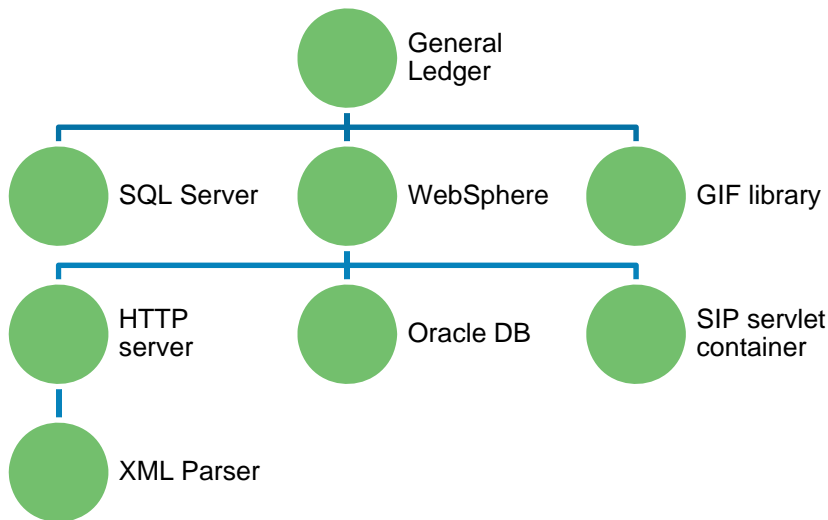 General
Ledger
SQL Server
WebSphere
GIF library
HTTP
server
Oracle DB
SIP servlet
container
XML Parser